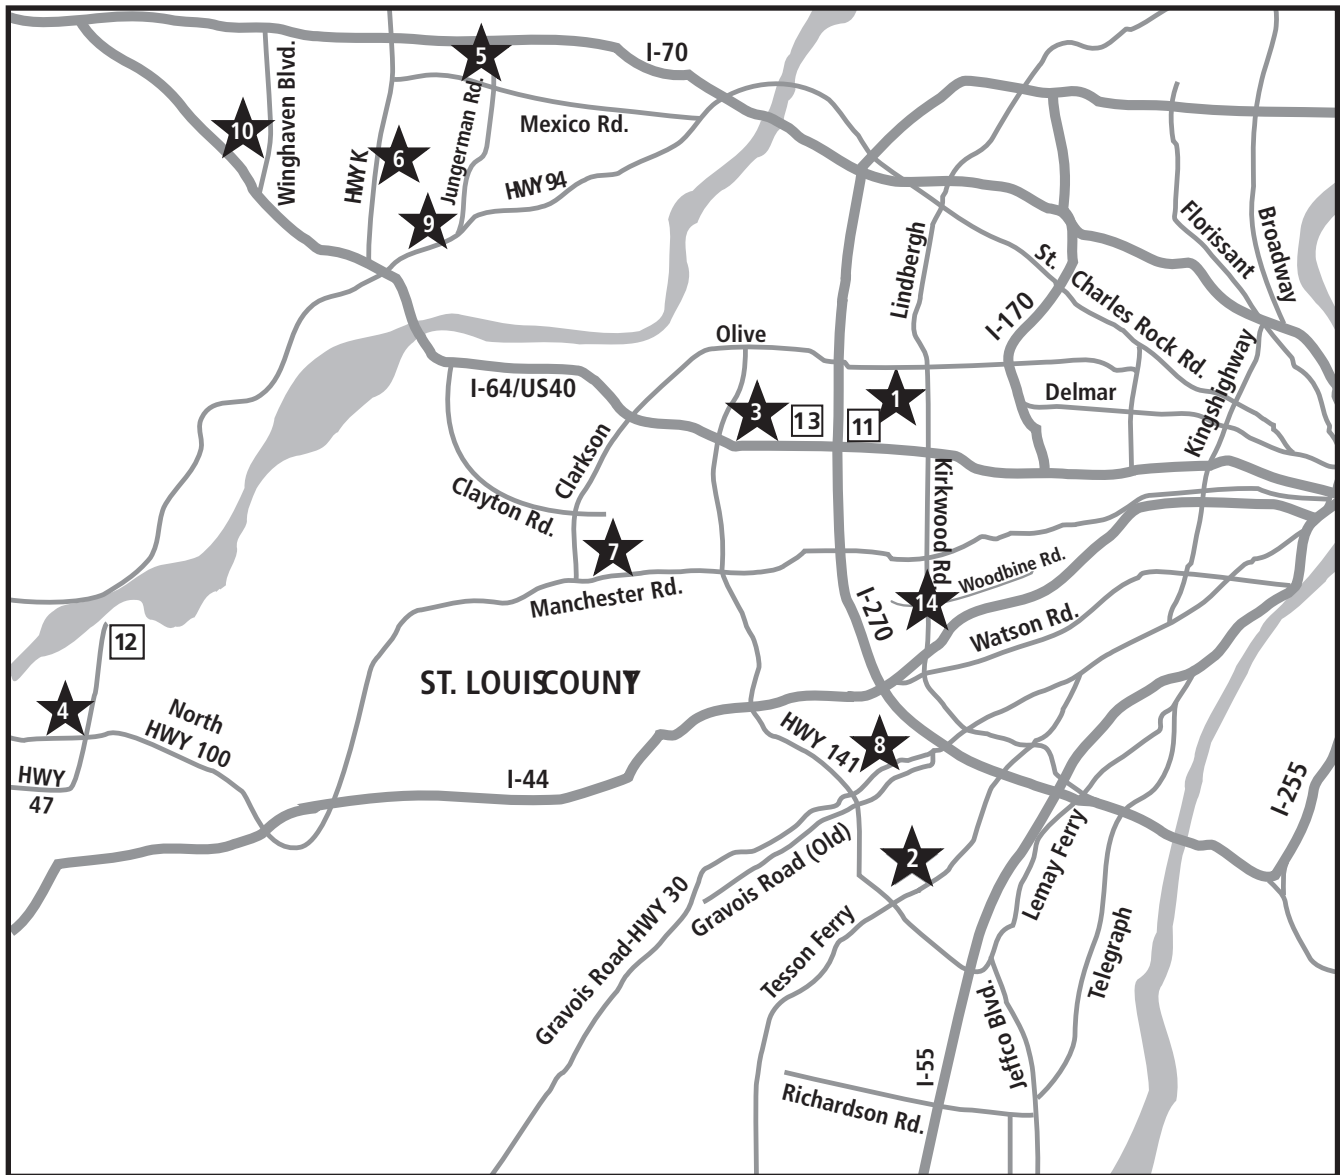 5
I-70
10
Winghaven Blvd.
HWY K
6
Jungerman Rd.
Mexico Rd.
9
HWY 94
Lindbergh
St.
Charles Rock Rd.
Florissant
Broadway
I-170
Olive
Kingshighway
I-64/US40
3
13
11
1
Delmar
Clarkson
Clayton Rd.
Kirkwood Rd.
7
Manchester Rd.
Woodbine Rd.
14
I-270
Watson Rd.
12
ST. LOUISCOUNTY
4
North
HWY 100
HWY 141
8
HWY
47
I-44
I-255
Gravois Road (Old)
2
Lemay Ferry
Gravois Road-HWY 30
Tesson Ferry
Telegraph
Jeffco Blvd.
I-55
Richardson Rd.